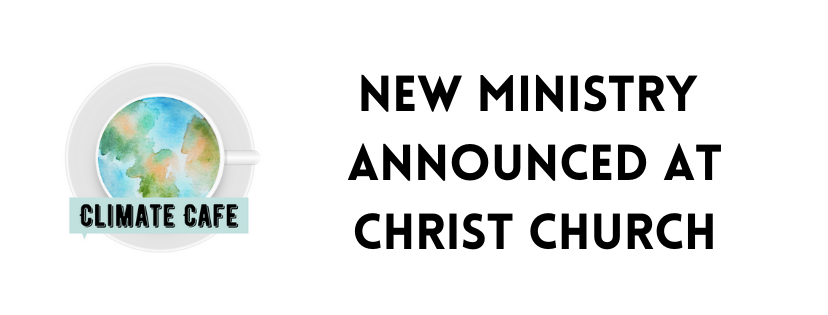 CLIMATE CAFE
NEW MINISTRY
ANNOUNCED AT
CHRIST CHURCH